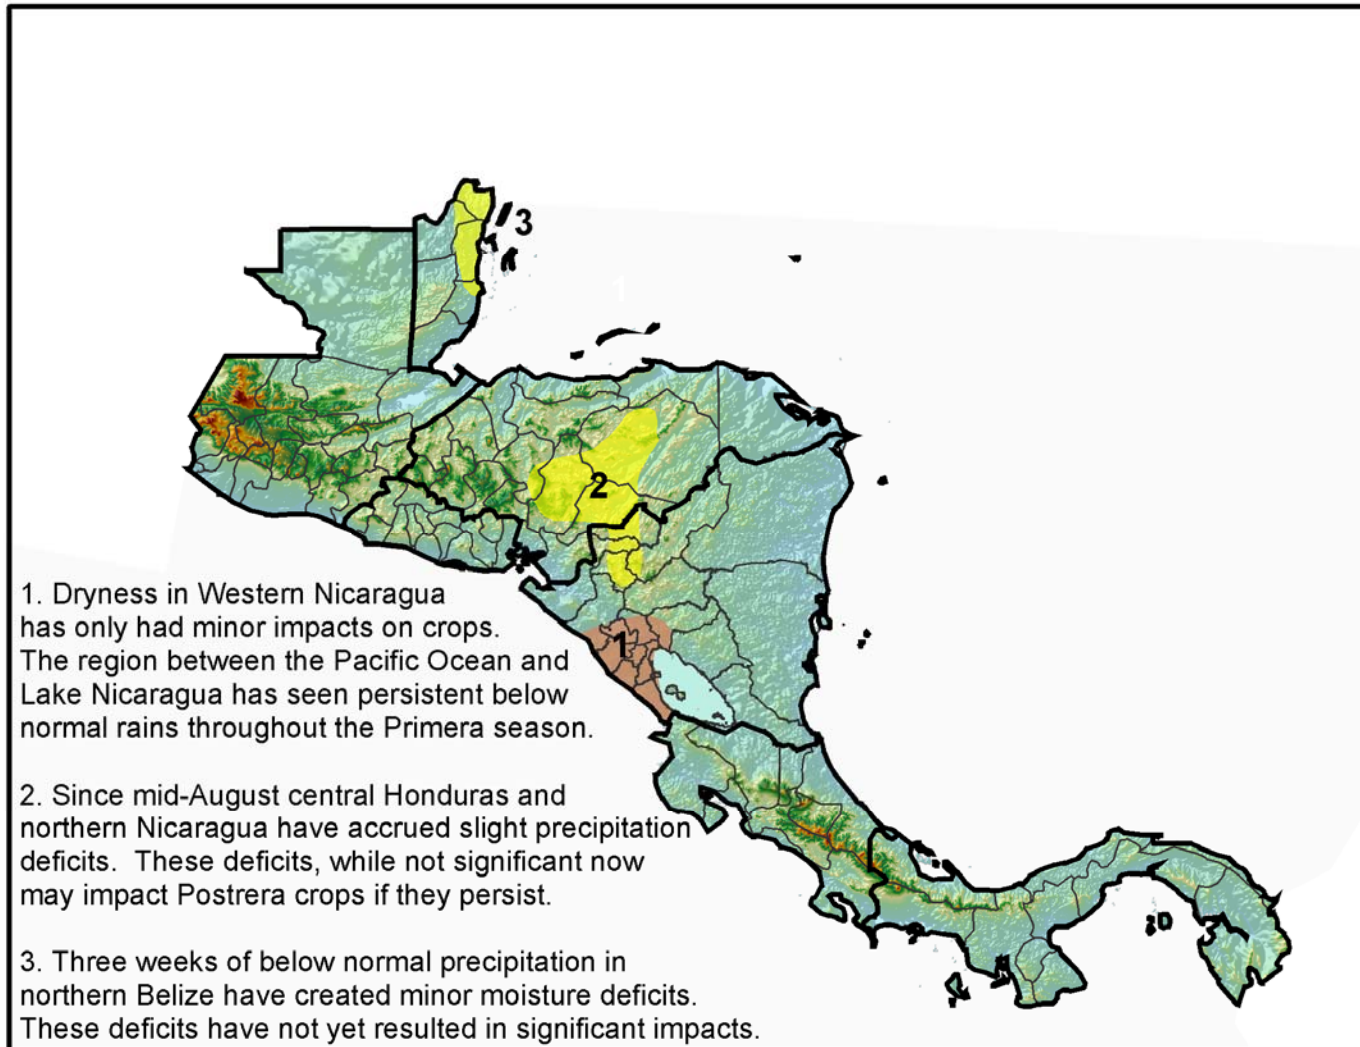 3
1
2
1
1. Dryness in Western Nicaragua
has only had minor impacts on crops.
The region between the Pacific Ocean and
Lake Nicaragua has seen persistent below
normal rains throughout the Primera season.
2. Since mid-August central Honduras and
northern Nicaragua have accrued slight precipitation
deficits.  These deficits, while not significant now
may impact Postrera crops if they persist.
3. Three weeks of below normal precipitation in
northern Belize have created minor moisture deficits.
These deficits have not yet resulted in significant impacts.